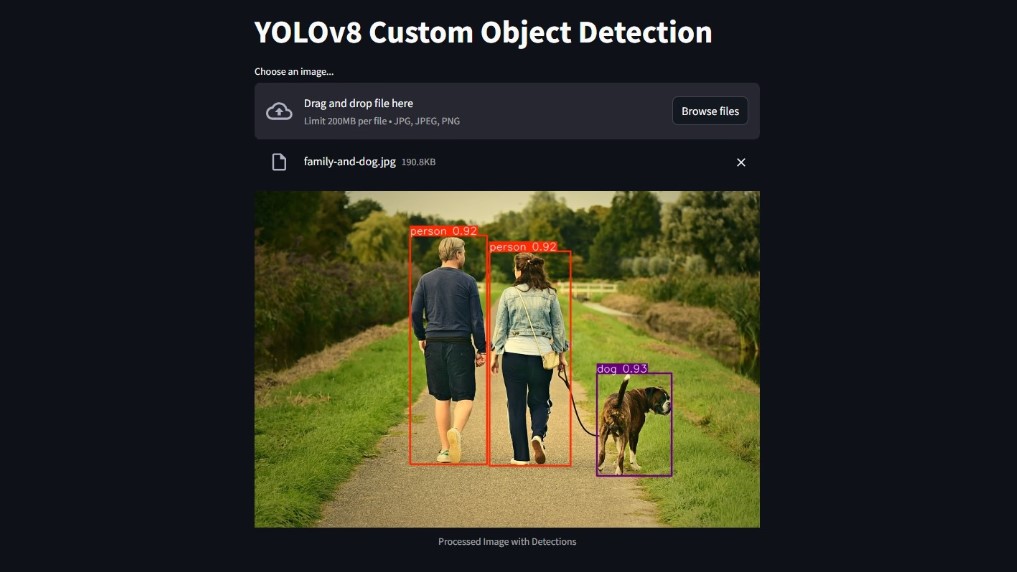 YOLOv8 Custom Object Detection
Choose an image...
Drag and drop file here
Limit 200MB per file • JPG, JPEG, PNG
Browse files
family-and-dog.jpg 190.8KB
person 0.92
person 0.92
dog 0.93
Processed Image with Detections